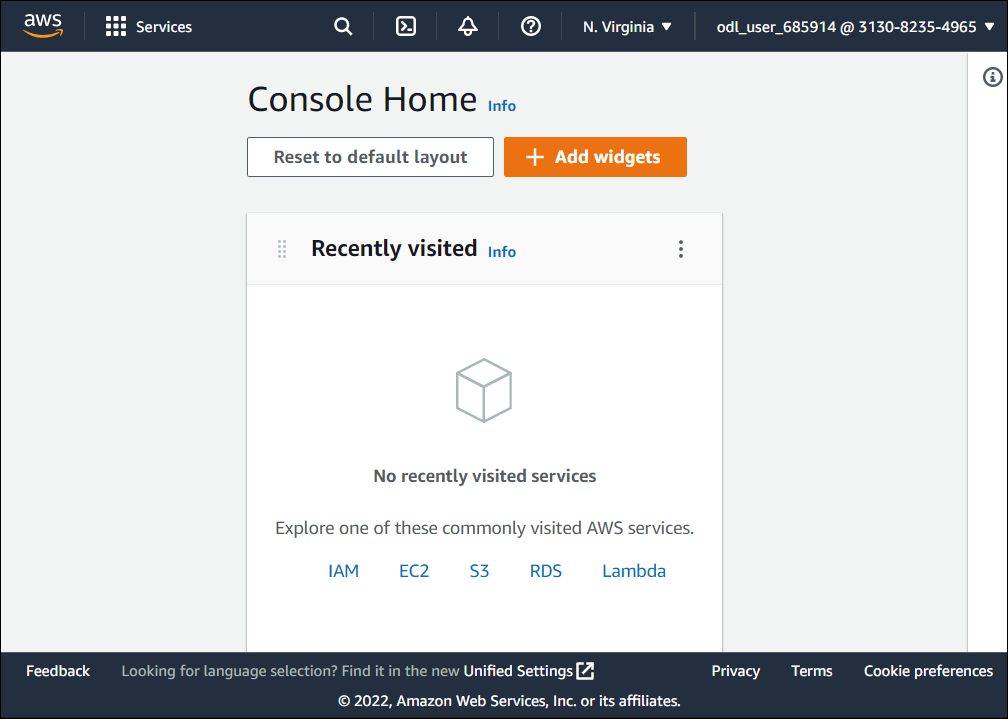 aws Services N. Virginia odl_user_685914 @ 3130-8235-4965
Console Home Info
Reset to default layout Add widgets
Recently visited Info
No recently visited services
Explore one of these commonly visited AWS services.
IAM EC2 S3 RDS Lambda
Feedback Looking for language selection? Find it in the new Unified Settings Privacy Terms Cookie preferences
© 2022, Amazon Web Services, Inc. or its affiliates.